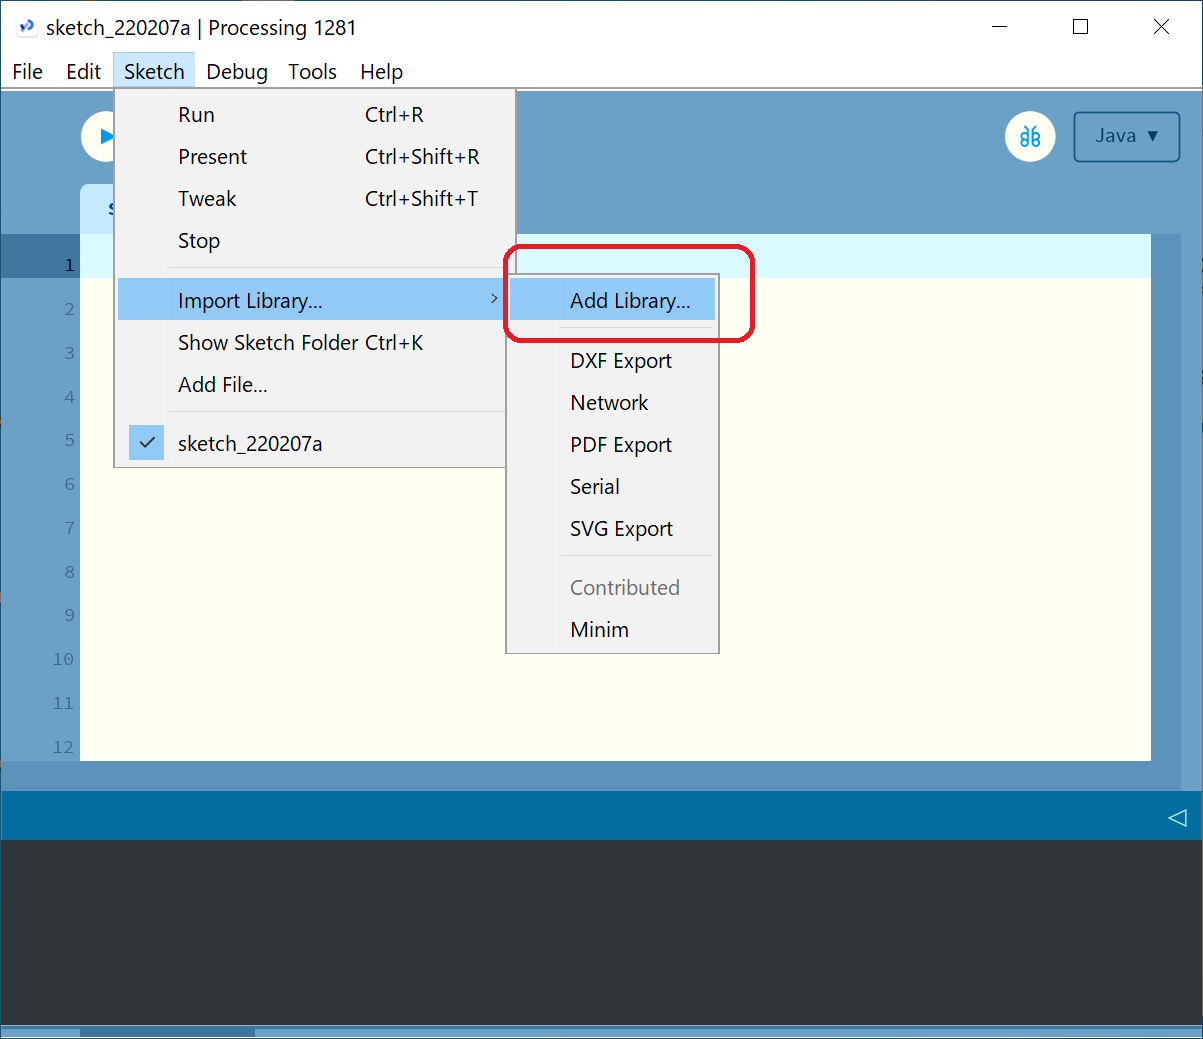 sketch_220207a | Processing 1281
File Edit Sketch Debug Tools Help
Run Ctrl+R
Present Ctrl+Shift+R
Tweak Ctrl+Shift+T
Stop
Import Library...
Show Sketch Folder Ctrl+K
Add File...
sketch_220207a
Add Library...
DXF Export
Network
PDF Export
Serial
SVG Export
Contributed
Minim
Java ▼
1
2
3
4
5
6
7
8
9
10
11
12